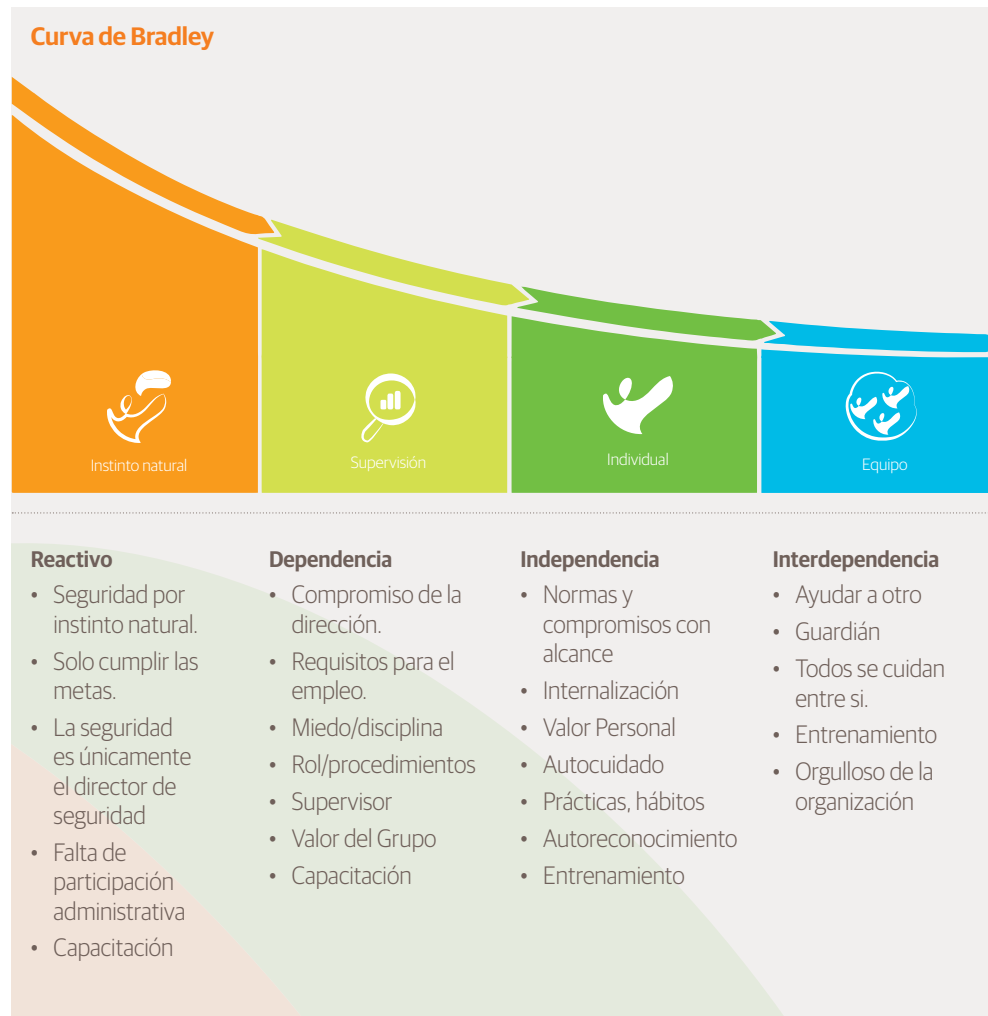 Curva de Bradley
Instinto natural
Supervisión
Individual
Equipo
Reactivo
• Seguridad por
instinto natural.
• Solo cumplir las
metas.
• La seguridad
es únicamente
el director de
seguridad
• Falta de
participación
administrativa
• Capacitación
Dependencia
• Compromiso de la
dirección.
• Requisitos para el
empleo.
• Miedo/disciplina
• Rol/procedimientos
• Supervisor
• Valor del Grupo
• Capacitación
Independencia
• Normas y
compromisos con
alcance
• Internalización
• Valor Personal
• Autocuidado
• Prácticas, hábitos
• Autoreconocimiento
• Entrenamiento
Interdependencia
• Ayudar a otro
• Guardián
• Todos se cuidan
entre si.
• Entrenamiento
• Orgulloso de la
organización